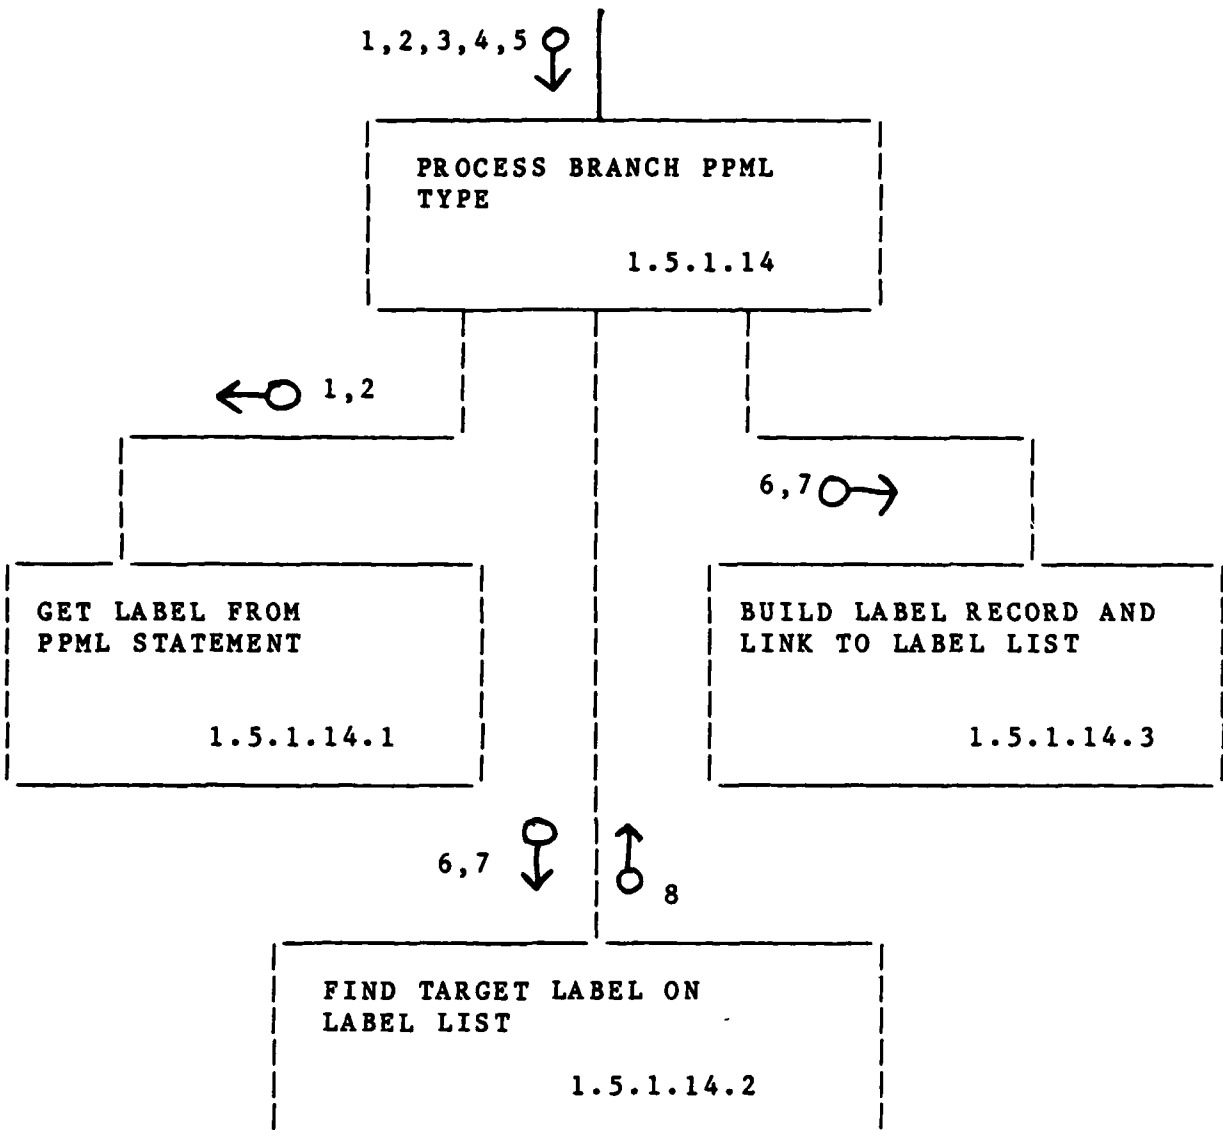 1,2,3,4,5
PROCESS BRANCH PPML
TYPE
1.5.1.14
1,2
6,7
GET LABEL FROM
PPML STATEMENT
1.5.1.14.1
BUILD LABEL RECORD AND
LINK TO LABEL LIST
1.5.1.14.3
6,7
8
FIND TARGET LABEL ON
LABEL LIST
1.5.1.14.2